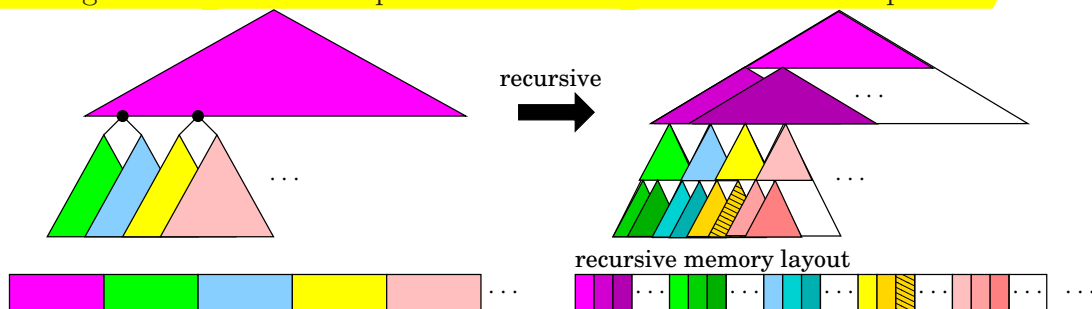 recursive
. . .
. . .
. . .
recursive memory layout
. . .
. . . . . . . . . . . . . . . . . .